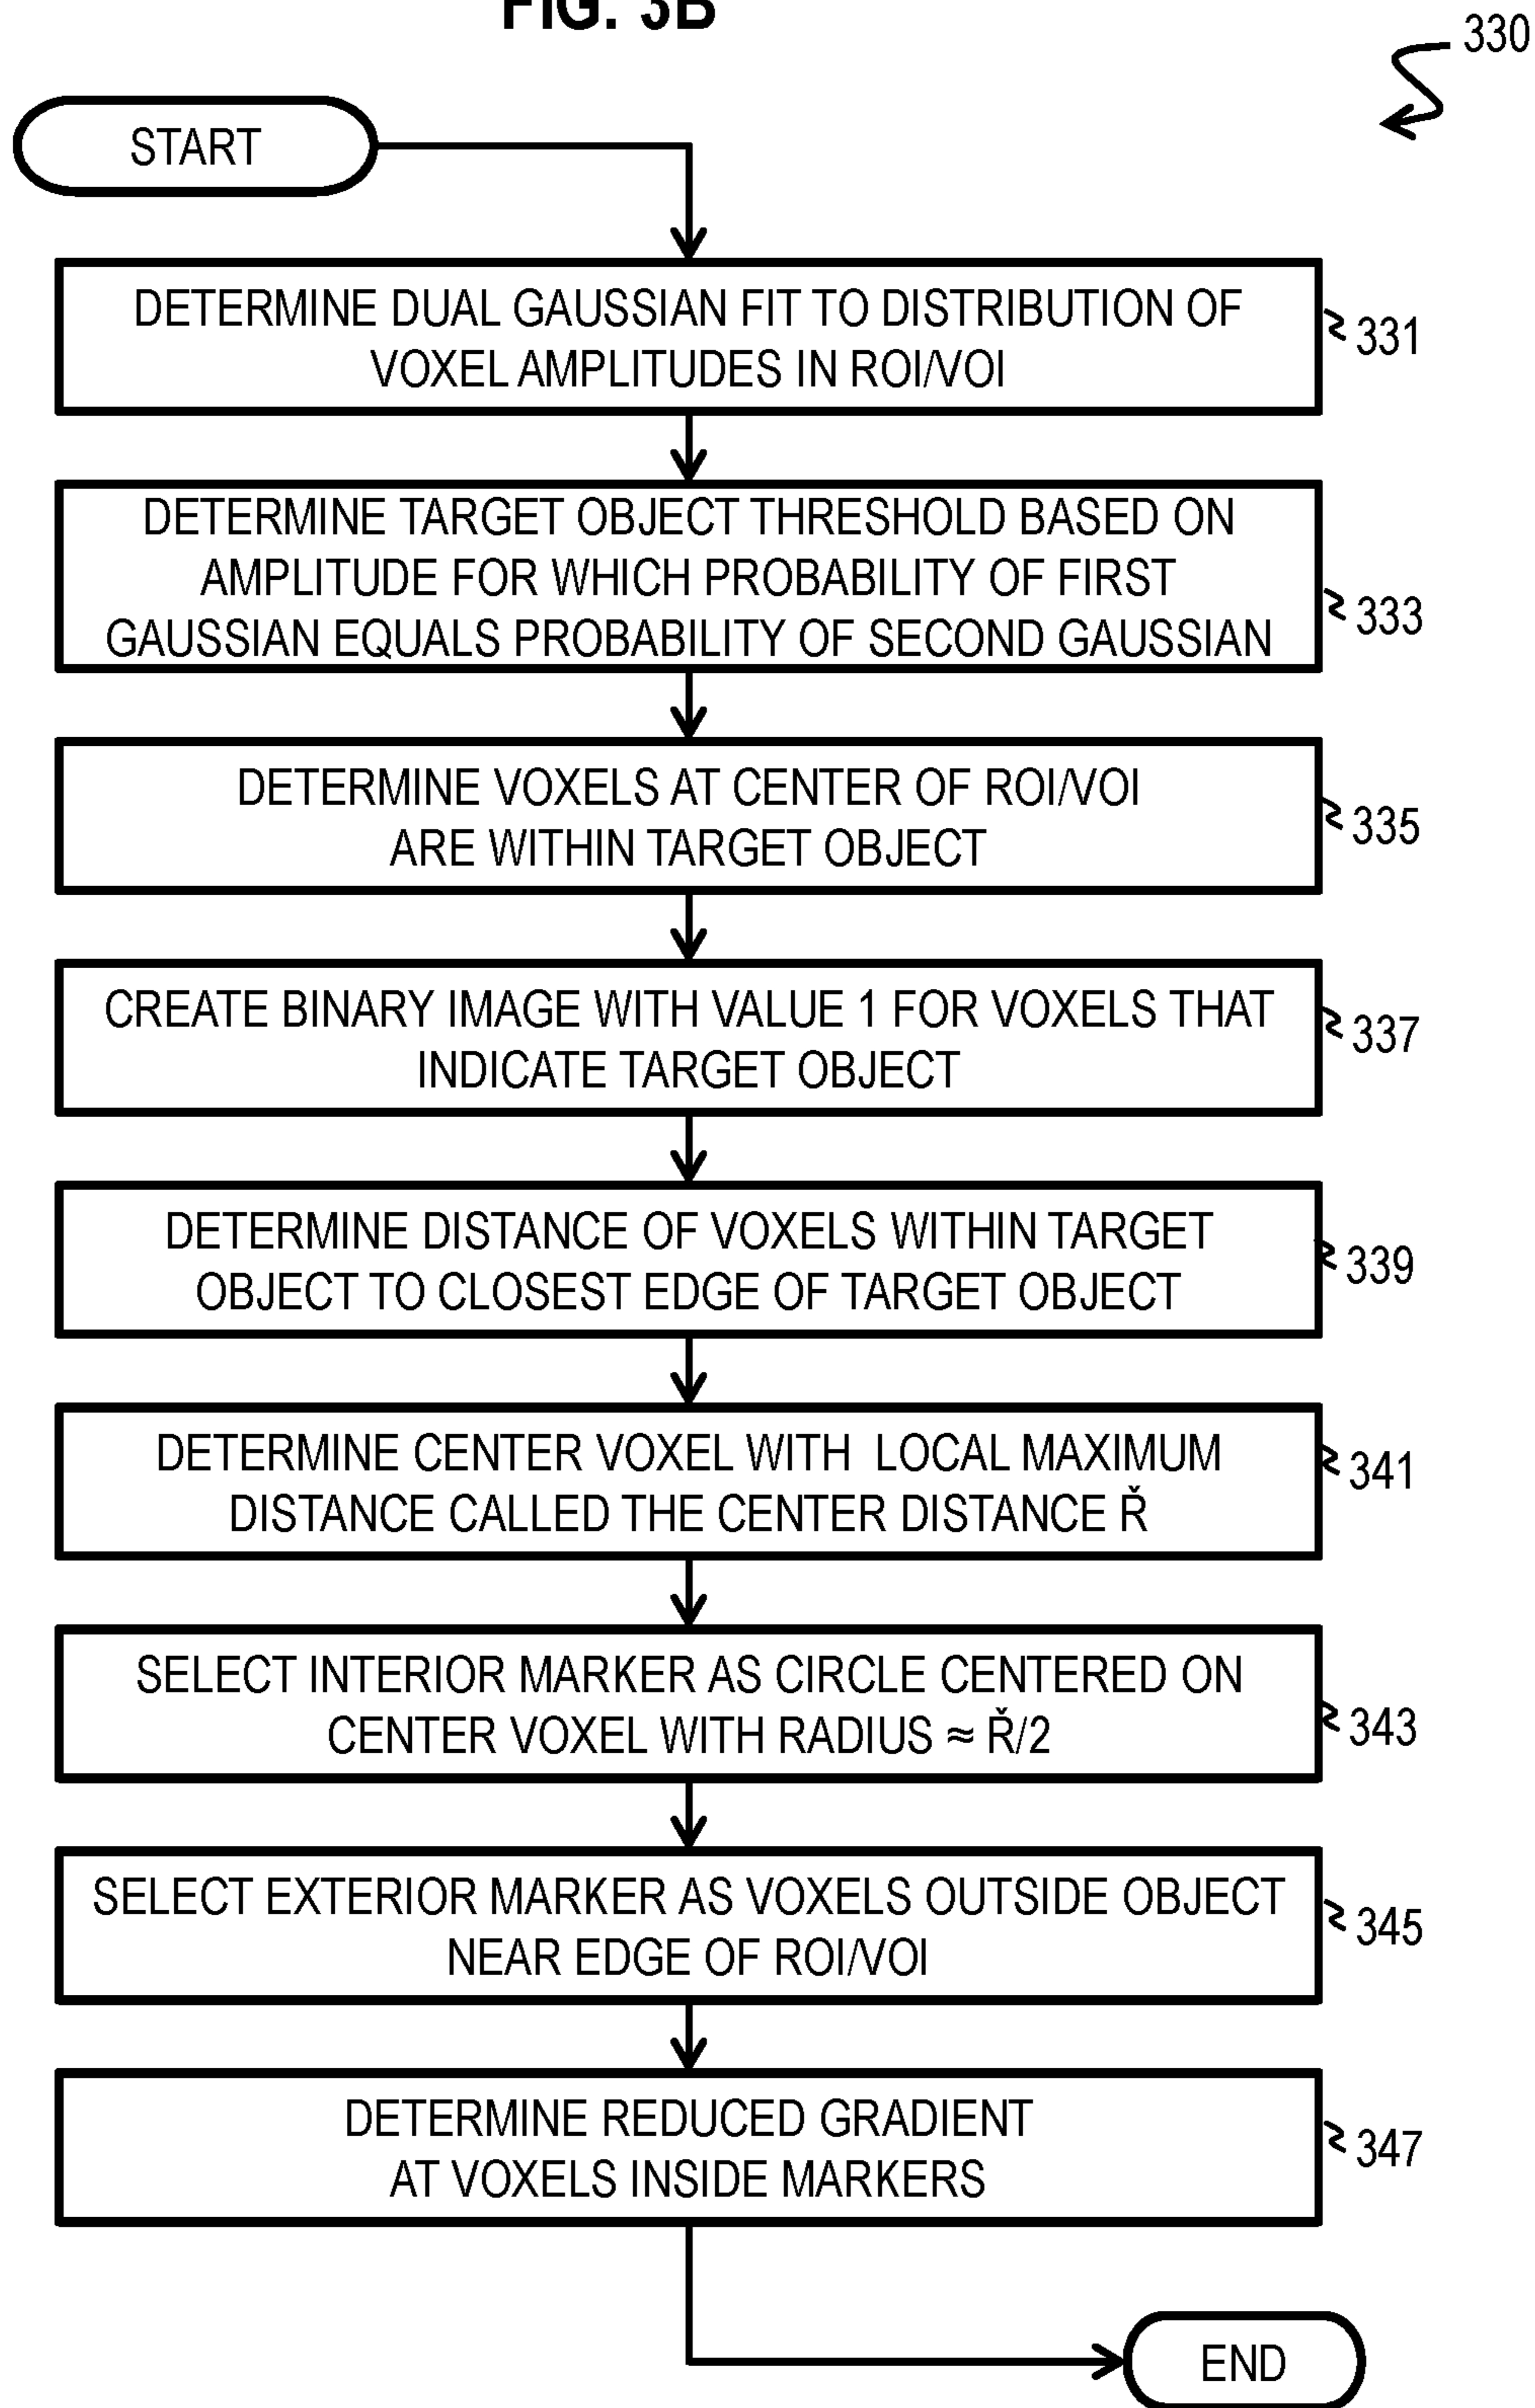 FIG. 3B
330
START
DETERMINE DUAL GAUSSIAN FIT TO DISTRIBUTION OF
VOXEL AMPLITUDES IN ROI/VOI
331
DETERMINE TARGET OBJECT THRESHOLD BASED ON
AMPLITUDE FOR WHICH PROBABILITY OF FIRST
GAUSSIAN EQUALS PROBABILITY OF SECOND GAUSSIAN
333
DETERMINE VOXELS AT CENTER OF ROI/VOI
ARE WITHIN TARGET OBJECT
335
CREATE BINARY IMAGE WITH VALUE 1 FOR VOXELS THAT
INDICATE TARGET OBJECT
337
DETERMINE DISTANCE OF VOXELS WITHIN TARGET
OBJECT TO CLOSEST EDGE OF TARGET OBJECT
339
DETERMINE CENTER VOXEL WITH LOCAL MAXIMUM
DISTANCE CALLED THE CENTER DISTANCE Ř
341
SELECT INTERIOR MARKER AS CIRCLE CENTERED ON
CENTER VOXEL WITH RADIUS ≈ Ř/2
343
SELECT EXTERIOR MARKER AS VOXELS OUTSIDE OBJECT
NEAR EDGE OF ROI/VOI
345
DETERMINE REDUCED GRADIENT
AT VOXELS INSIDE MARKERS
347
END